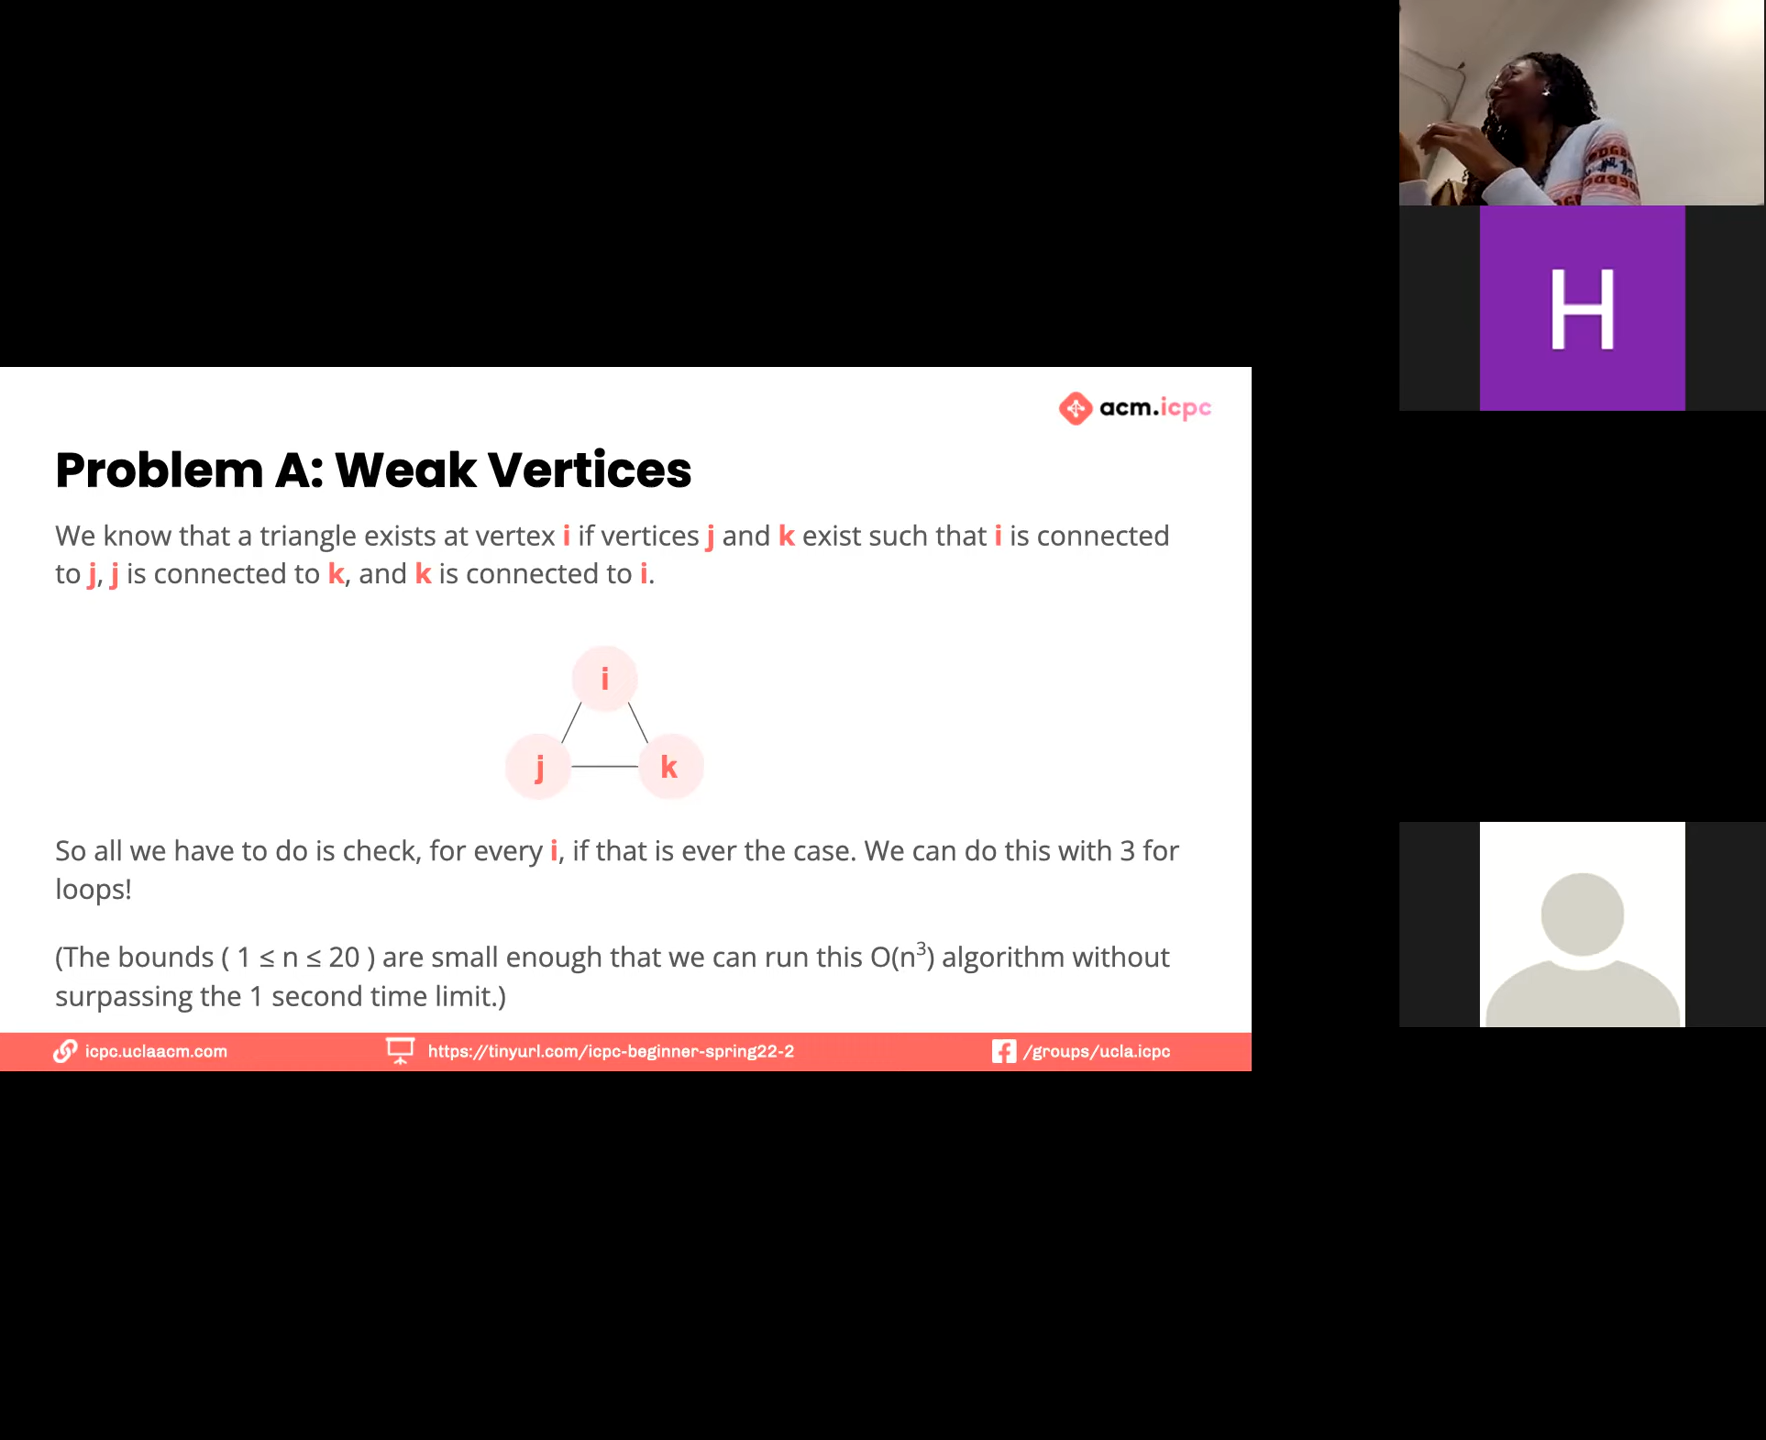 H
acm.icpc
Problem A: Weak Vertices
We know that a triangle exists at vertex i if vertices j and k exist such that i is connected
to j, j is connected to k, and k is connected to i.
i
j k
So all we have to do is check, for every i, if that is ever the case. We can do this with 3 for
loops!
(The bounds ( 1 ≤ n ≤ 20 ) are small enough that we can run this O(n³) algorithm without
surpassing the 1 second time limit.)
icpc.uclaacm.com https://tinyurl.com/icpc-beginner-spring22-2 /groups/ucla.icpc